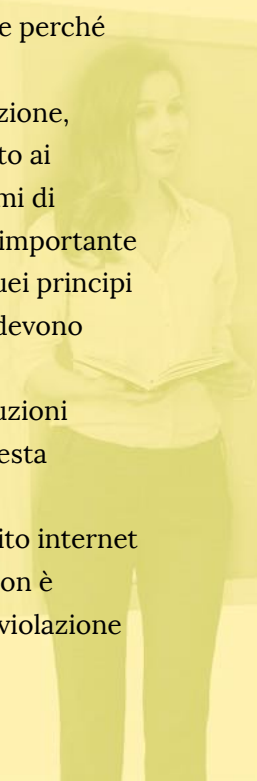 e perché
zione,
to ai
mi di
importante
uei principi
devono
uzioni
esta
ito internet
on è
violazione